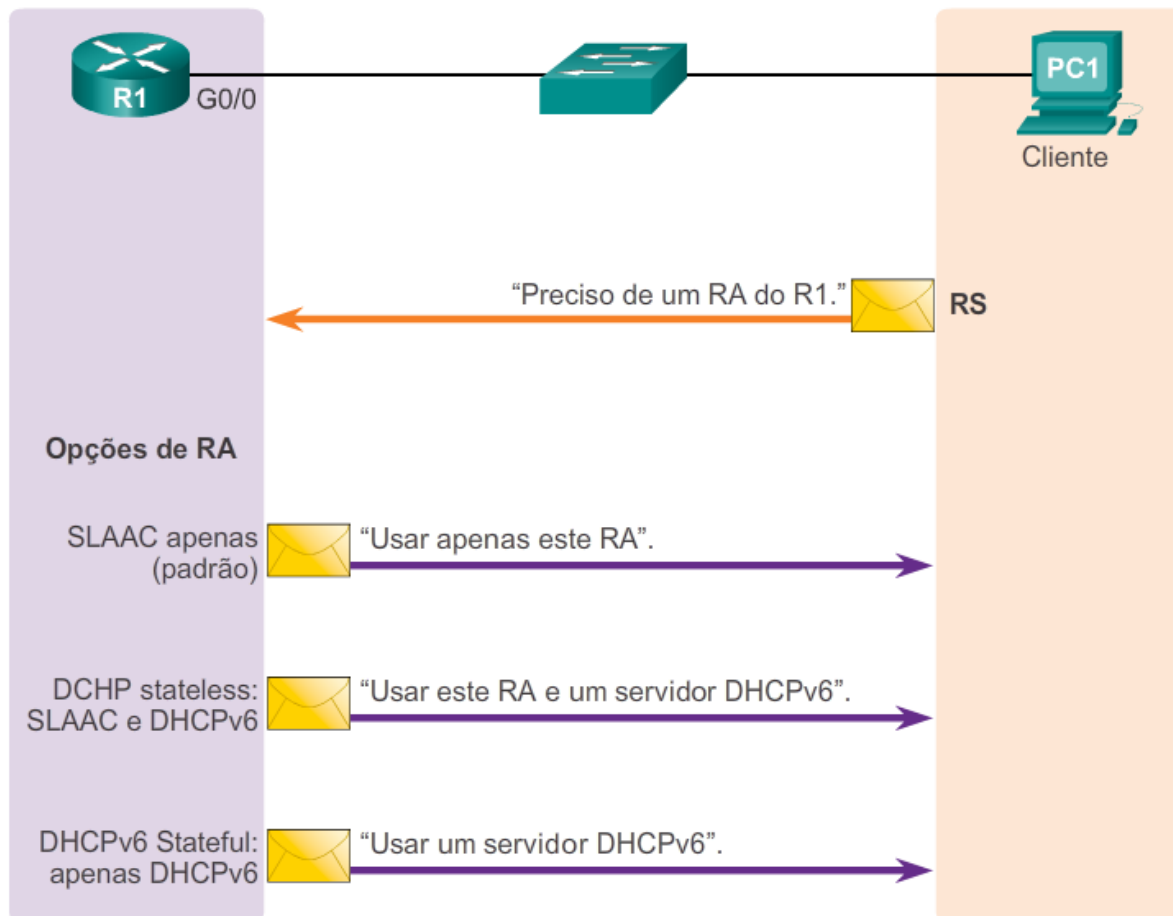 R1
G0/0
PC1
Cliente
“Preciso de um RA do R1.”
RS
Opções de RA
SLAAC apenas
(padrão)
“Usar apenas este RA”.
DCHP stateless:
SLAAC e DHCPv6
“Usar este RA e um servidor DHCPv6”.
DHCPv6 Stateful:
apenas DHCPv6
“Usar um servidor DHCPv6”.